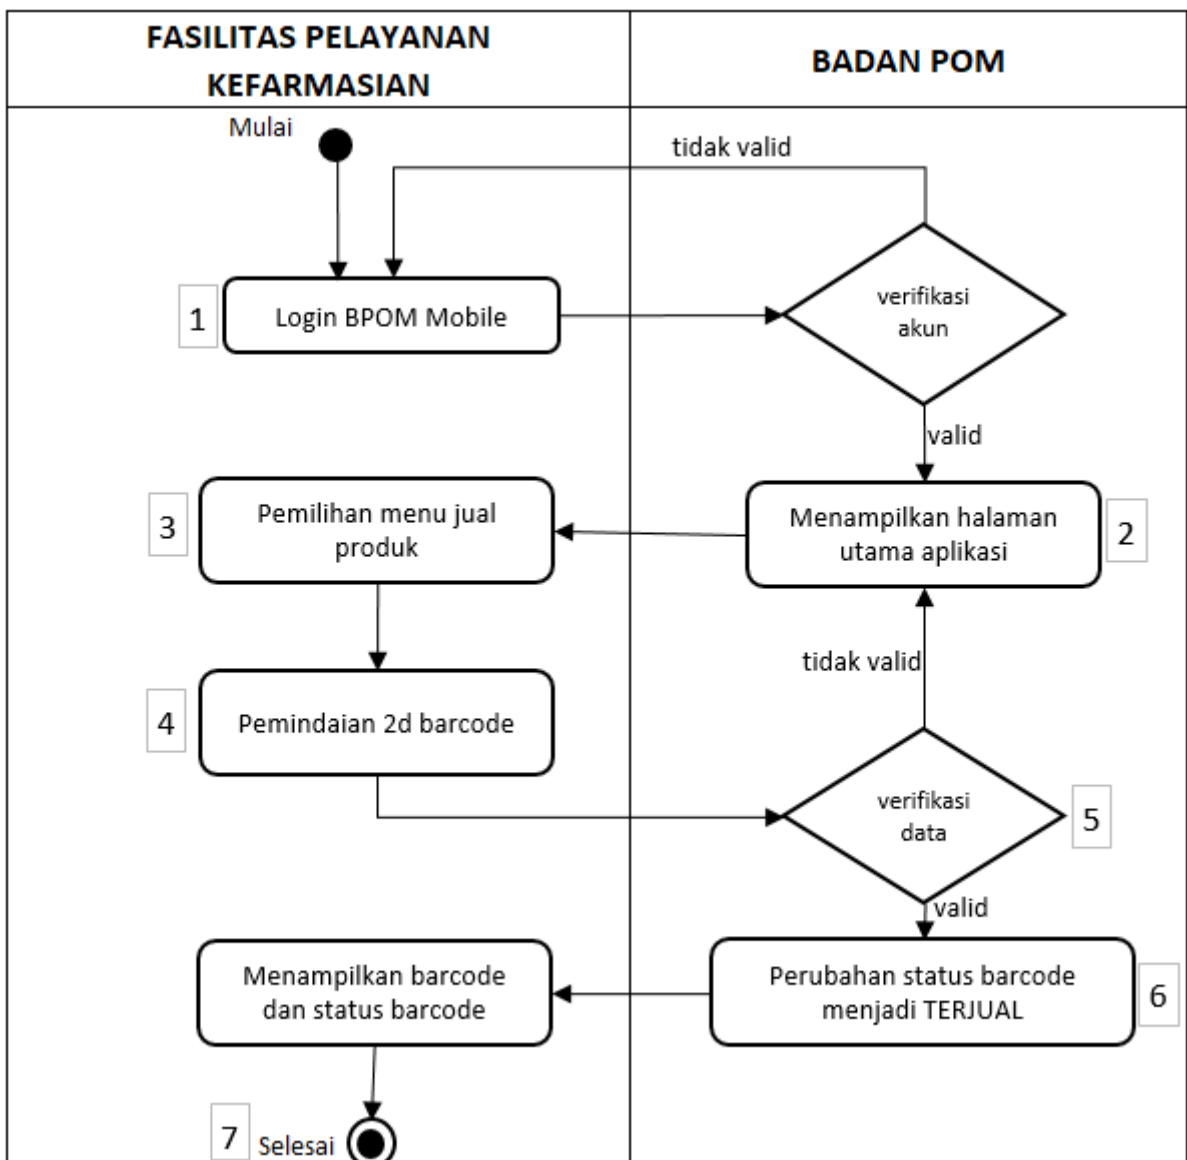 FASILITAS PELAYANAN
KEFARMASIAN
BADAN POM
Mulai
tidak valid
1
Login BPOM Mobile
verifikasi
akun
valid
3
Pemilihan menu jual
produk
Menampilkan halaman
utama aplikasi
2
tidak valid
4
Pemindaian 2d barcode
verifikasi
data
5
valid
Menampilkan barcode
dan status barcode
Perubahan status barcode
menjadi TERJUAL
6
7
Selesai